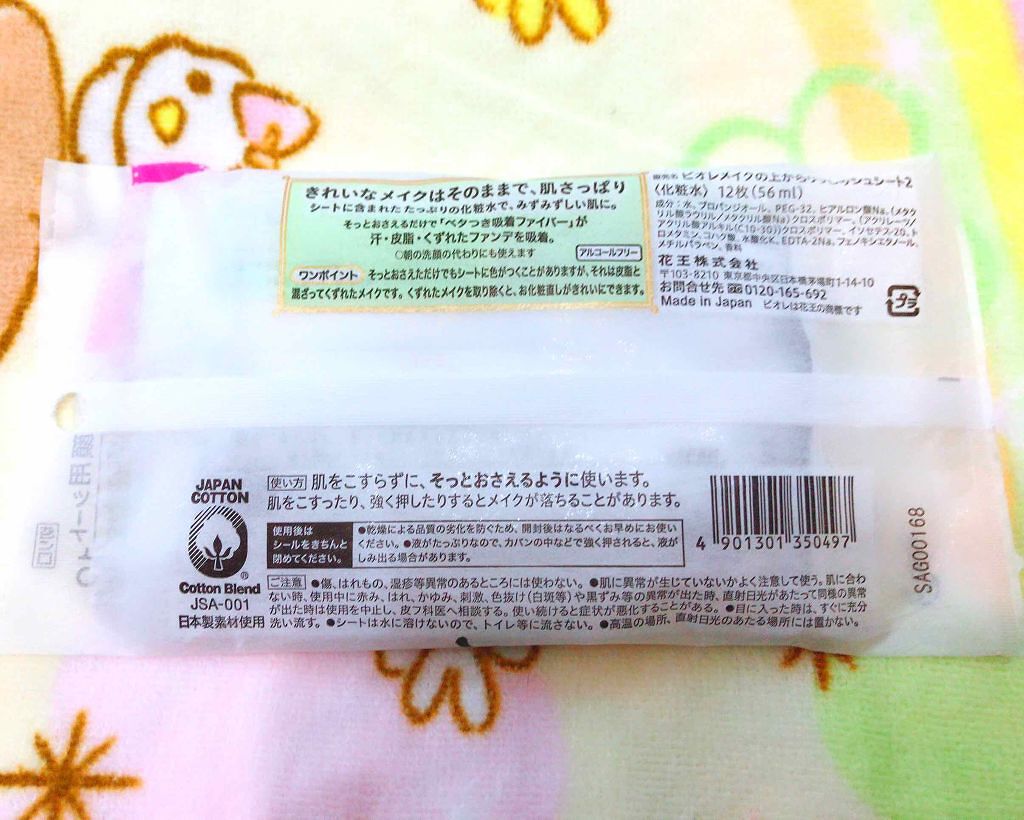 きれいなメイクはそのままで、肌さっぱり
シートに含まれたたっぷりの化粧水で、みずみずしい肌に。
そっとおさえるだけで「ベタつき吸着ファイバー」が
汗・皮脂・くずれたファンデを吸着。
○朝の洗顔の代わりにも使えます
アルコールフリー
ワンポイント そっとおさえただけでもシートに色がつくことがありますが、それは皮脂と
混ざってくずれたメイクです。くずれたメイクを取り除くと、お化粧直しがきれいにできます。
販売名 ビオレメイクの上からリフレッシュシート2
〈化粧水〉 12枚(56ml)
成分：水、プロパンジオール、PEG-32、ヒアルロン酸Na、(メタク
リル酸ラウリル/メタクリル酸Na)クロスポリマー、(アクリレーツ/
アクリル酸アルキル(C10-30))クロスポリマー、イソセテス-20、ト
ロメタミン、コハク酸、水酸化K、EDTA-2Na、フェノキシエタノール、
メチルパラベン、香料
花王株式会社
〒103-8210 東京都中央区日本橋茅場町1-14-10
お問合せ先 0120-165-692
Made in Japan ビオレは花王の商標です
プラ
JAPAN
COTTON
Cotton Blend
®
JSA-001
日本製素材使用
使い方 肌をこすらずに、そっとおさえるように使います。
肌をこすったり、強く押したりするとメイクが落ちることがあります。
使用後は
シールをきちんと
閉めてください。
●乾燥による品質の劣化を防ぐため、開封後はなるべくお早めにお使い
ください。●液がたっぷりなので、カバンの中などで強く押されると、液が
しみ出る場合があります。
ご注意 ●傷、はれもの、湿疹等異常のあるところには使わない。●肌に異常が生じていないかよく注意して使う。肌に合わ
ない時、使用中に赤み、はれ、かゆみ、刺激、色抜け(白斑等)や黒ずみ等の異常が出た時、直射日光があたって同様の異常
が出た時は使用を中止し、皮フ科医へ相談する。使い続けると症状が悪化することがある。●目に入った時は、すぐに充分
洗い流す。●シートは水に溶けないので、トイレ等に流さない。●高温の場所、直射日光のあたる場所には置かない。
4 901301 350497
SAG00168